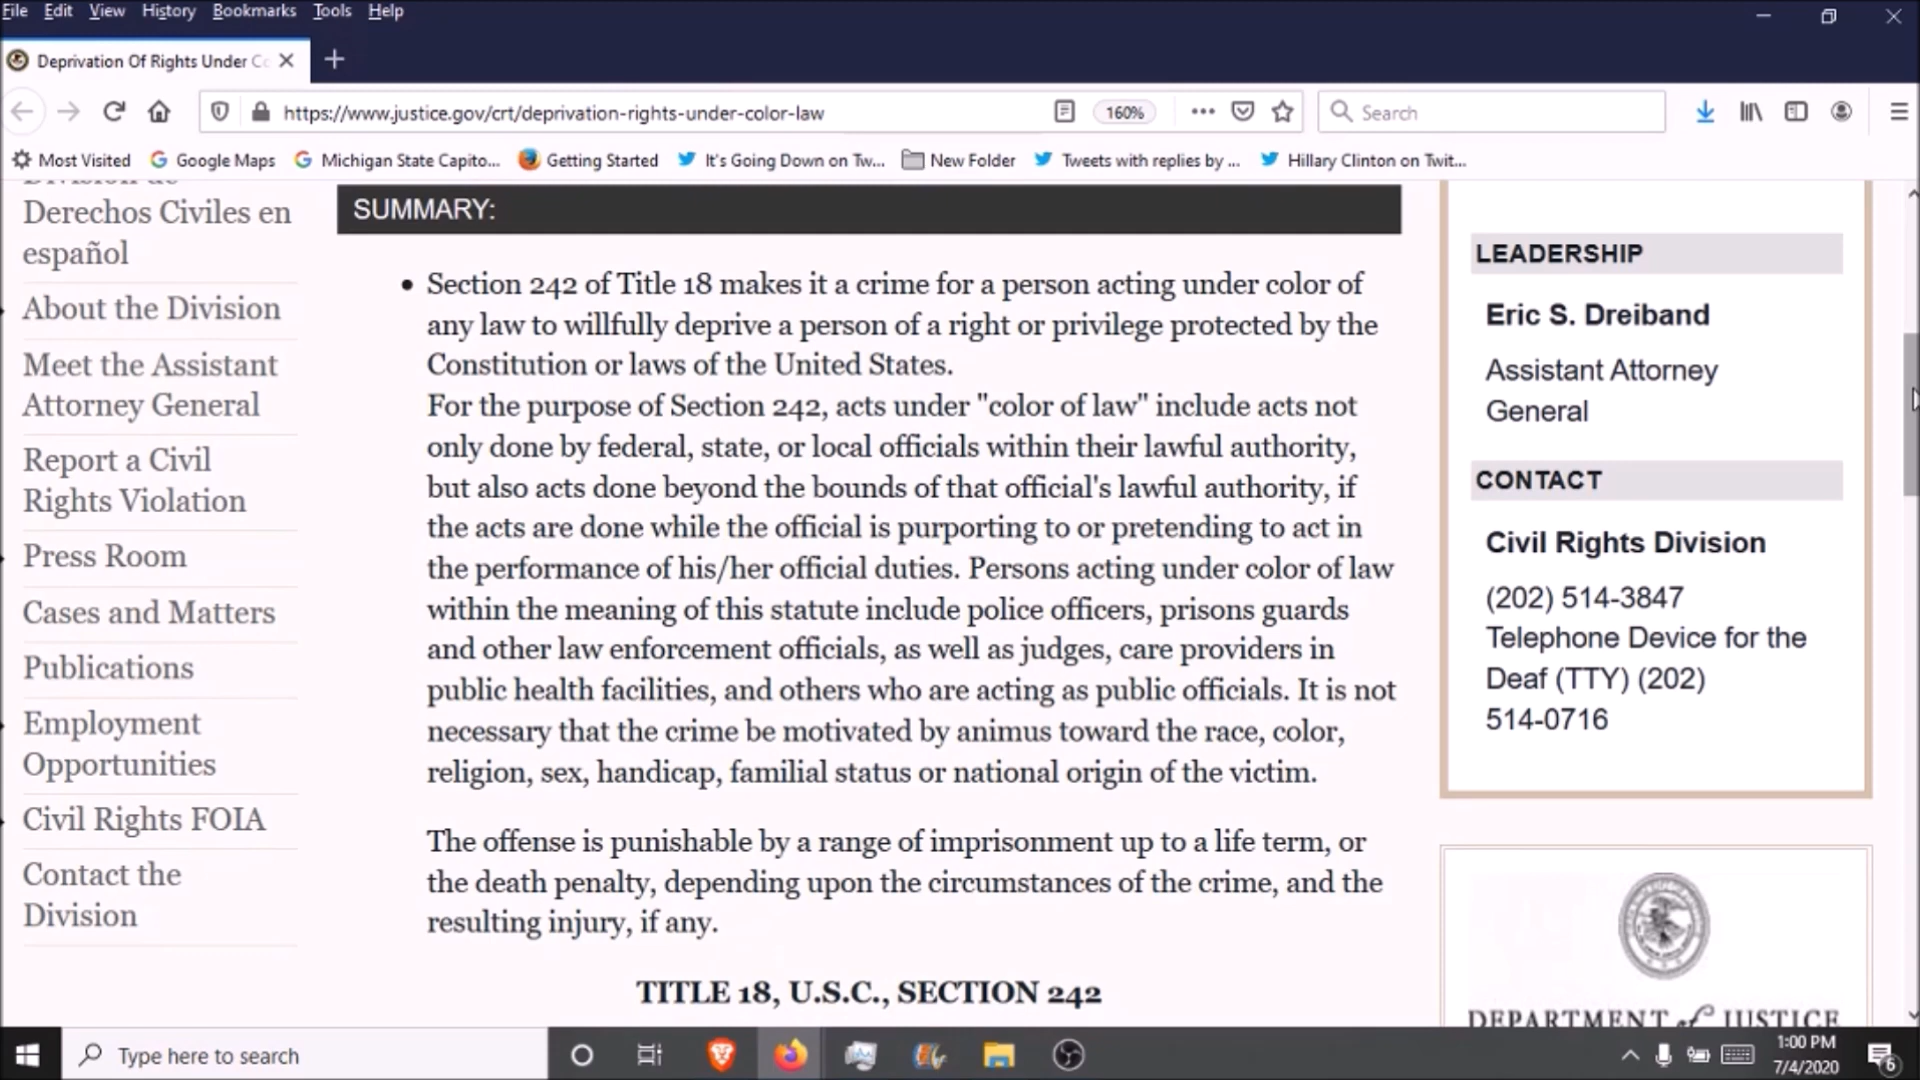 File Edit View History Bookmarks Tools Help
Deprivation Of Rights Under Co
https://www.justice.gov/crt/deprivation-rights-under-color-law
160%
Search
Most Visited
Google Maps
Michigan State Capito...
Getting Started
It's Going Down on Tw...
New Folder
Tweets with replies by ...
Hillary Clinton on Twit...
División de
Derechos Civiles en
español
About the Division
Meet the Assistant
Attorney General
Report a Civil
Rights Violation
Press Room
Cases and Matters
Publications
Employment
Opportunities
Civil Rights FOIA
Contact the
Division
SUMMARY:
• Section 242 of Title 18 makes it a crime for a person acting under color of
any law to willfully deprive a person of a right or privilege protected by the
Constitution or laws of the United States.
For the purpose of Section 242, acts under "color of law" include acts not
only done by federal, state, or local officials within their lawful authority,
but also acts done beyond the bounds of that official's lawful authority, if
the acts are done while the official is purporting to or pretending to act in
the performance of his/her official duties. Persons acting under color of law
within the meaning of this statute include police officers, prisons guards
and other law enforcement officials, as well as judges, care providers in
public health facilities, and others who are acting as public officials. It is not
necessary that the crime be motivated by animus toward the race, color,
religion, sex, handicap, familial status or national origin of the victim.
The offense is punishable by a range of imprisonment up to a life term, or
the death penalty, depending upon the circumstances of the crime, and the
resulting injury, if any.
TITLE 18, U.S.C., SECTION 242
LEADERSHIP
Eric S. Dreiband
Assistant Attorney
General
CONTACT
Civil Rights Division
(202) 514-3847
Telephone Device for the
Deaf (TTY) (202)
514-0716
DEPARTMENT of JUSTICE
Type here to search
1:00 PM
7/4/2020
6